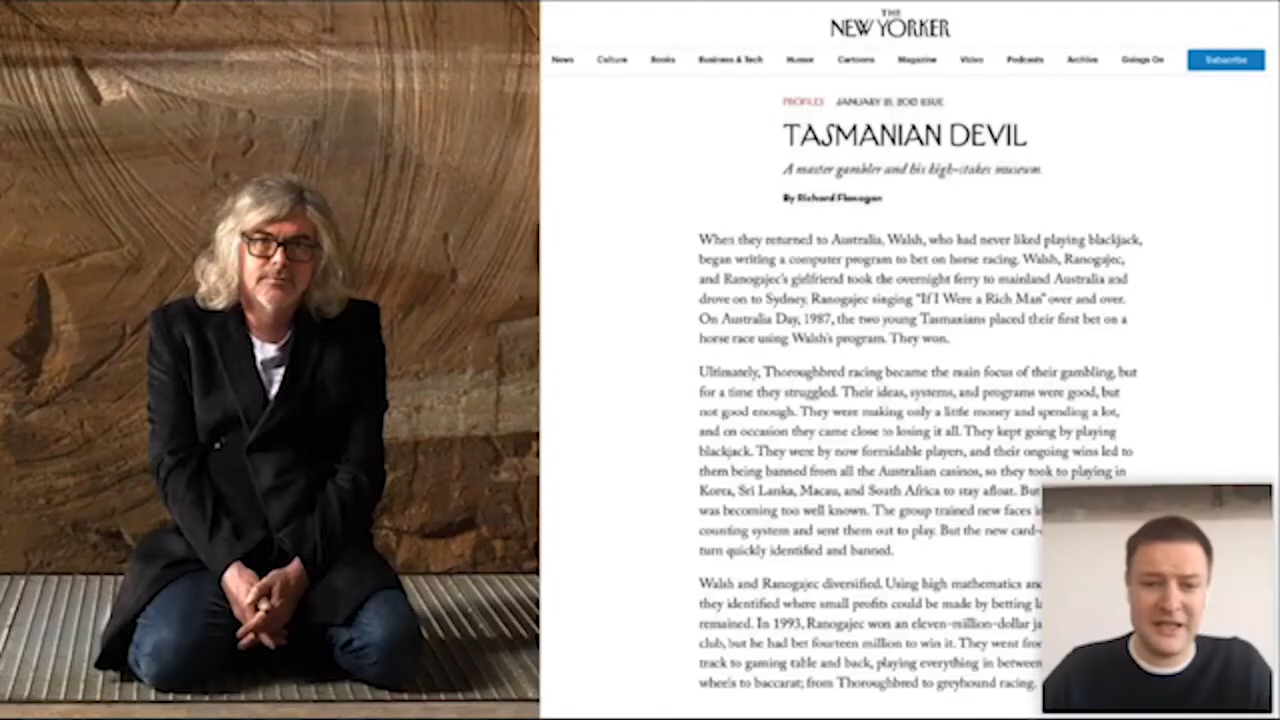 THE
NEW YORKER
News Culture Books Business & Tech Humor Cartoons Magazine Video Podcasts Archive Goings On Subscribe
PROFILES JANUARY 21, 2013 ISSUE
TASMANIAN DEVIL
A master gambler and his high-stakes museum.
By Richard Flanagan
When they returned to Australia, Walsh, who had never liked playing blackjack,
began writing a computer program to bet on horse racing. Walsh, Ranogajec,
and Ranogajec's girlfriend took the overnight ferry to mainland Australia and
drove on to Sydney, Ranogajec singing "If I Were a Rich Man" over and over.
On Australia Day, 1987, the two young Tasmanians placed their first bet on a
horse race using Walsh's program. They won.
Ultimately, Thoroughbred racing became the main focus of their gambling, but
for a time they struggled. Their ideas, systems, and programs were good, but
not good enough. They were making only a little money and spending a lot,
and on occasion they came close to losing it all. They kept going by playing
blackjack. They were by now formidable players, and their ongoing wins led to
them being banned from all the Australian casinos, so they took to playing in
Korea, Sri Lanka, Macau, and South Africa to stay afloat. But
was becoming too well known. The group trained new faces in
counting system and sent them out to play. But the new card-
turn quickly identified and banned.
Walsh and Ranogajec diversified. Using high mathematics and
they identified where small profits could be made by betting
remained. In 1993, Ranogajec won an eleven-million-dollar
club, but he had bet fourteen million to win it. They went
track to gaming table and back, playing everything in between
wheels to baccarat; from Thoroughbred to greyhound racing.